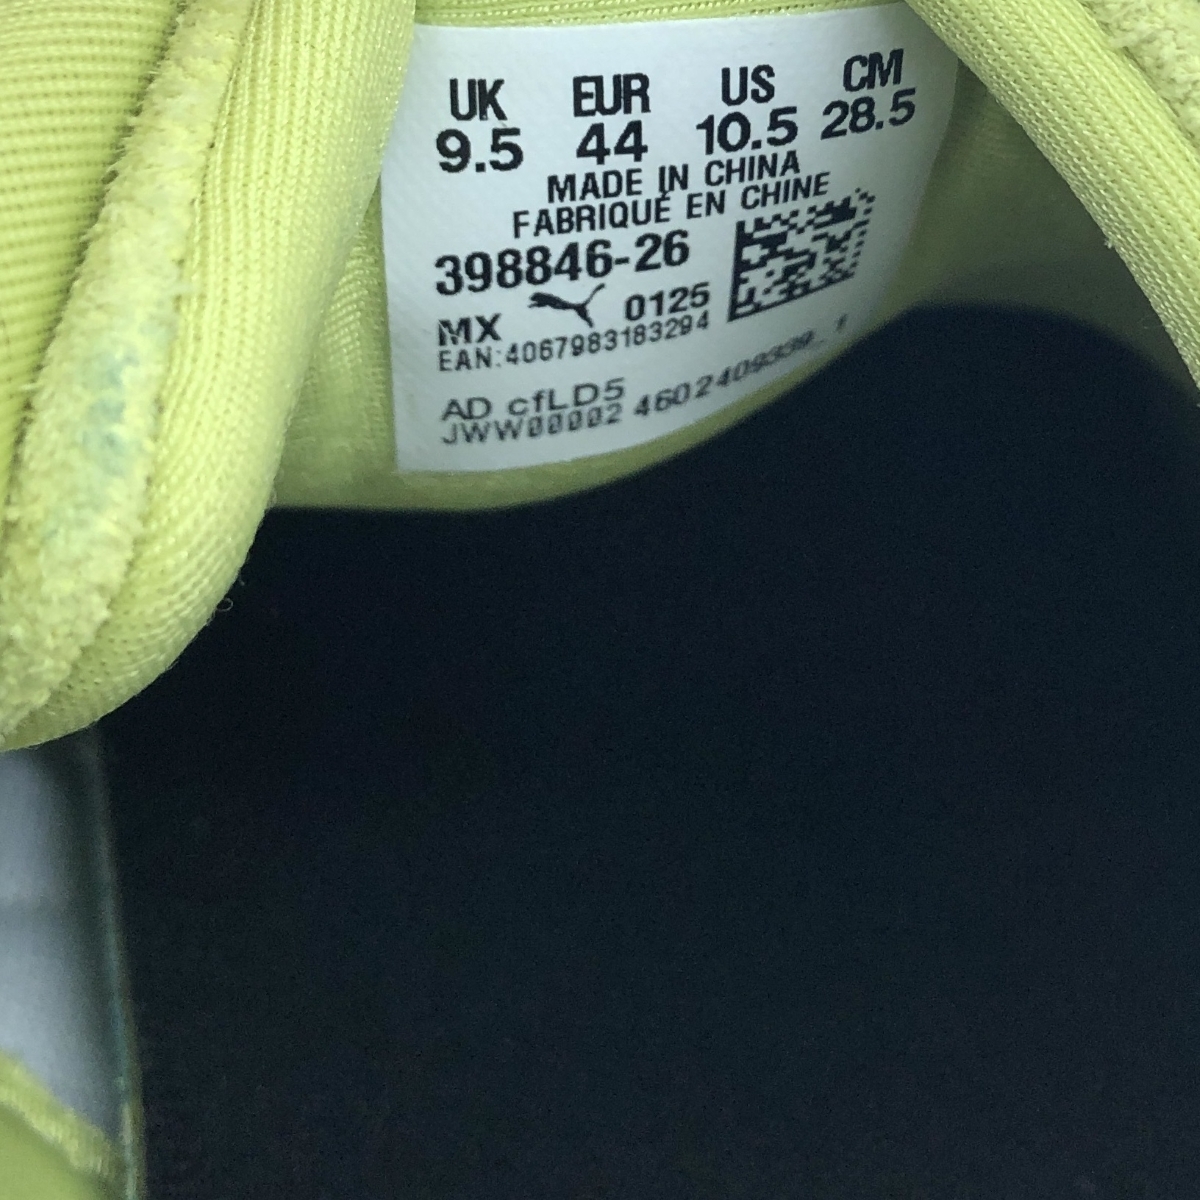 UK EUR US CM
9.5 44 10.5 28.5
MADE IN CHINA
FABRIQUÉ EN CHINE
398846-26
MX 0125
EAN:4067983183294
AD cfLD5
JWW00002 4602409339_1